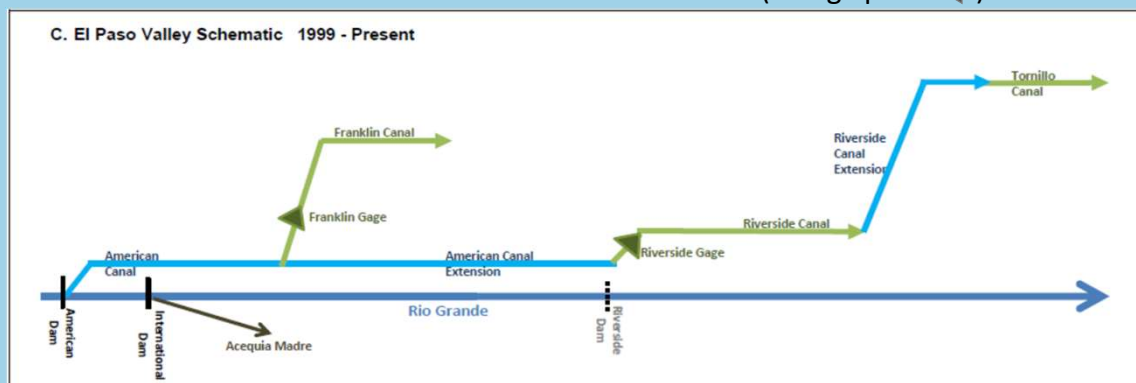 C. El Paso Valley Schematic 1999 - Present
Tornillo
Canal
Franklin Canal
Riverside
Canal
Extension
Franklin Gage
Riverside Canal
American
Canal
American Canal
Extension
Riverside Gage
Rio Grande
American
Dam
International
Dam
Acequia Madre
Riverside
Dam